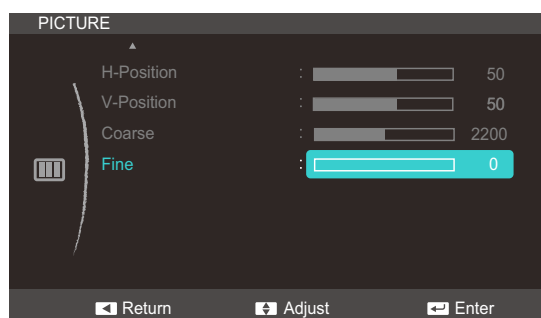 PICTURE
H-Position : 50
V-Position : 50
Coarse : 2200
Fine : 0
Return Adjust Enter